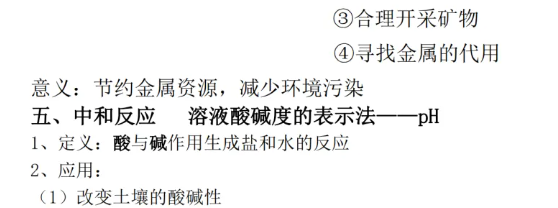 ③合理开采矿物
④寻找金属的代用
意义：节约金属资源，减少环境污染
五、中和反应 溶液酸碱度的表示法——pH
1、定义：酸与碱作用生成盐和水的反应
2、应用：
（1）改变土壤的酸碱性